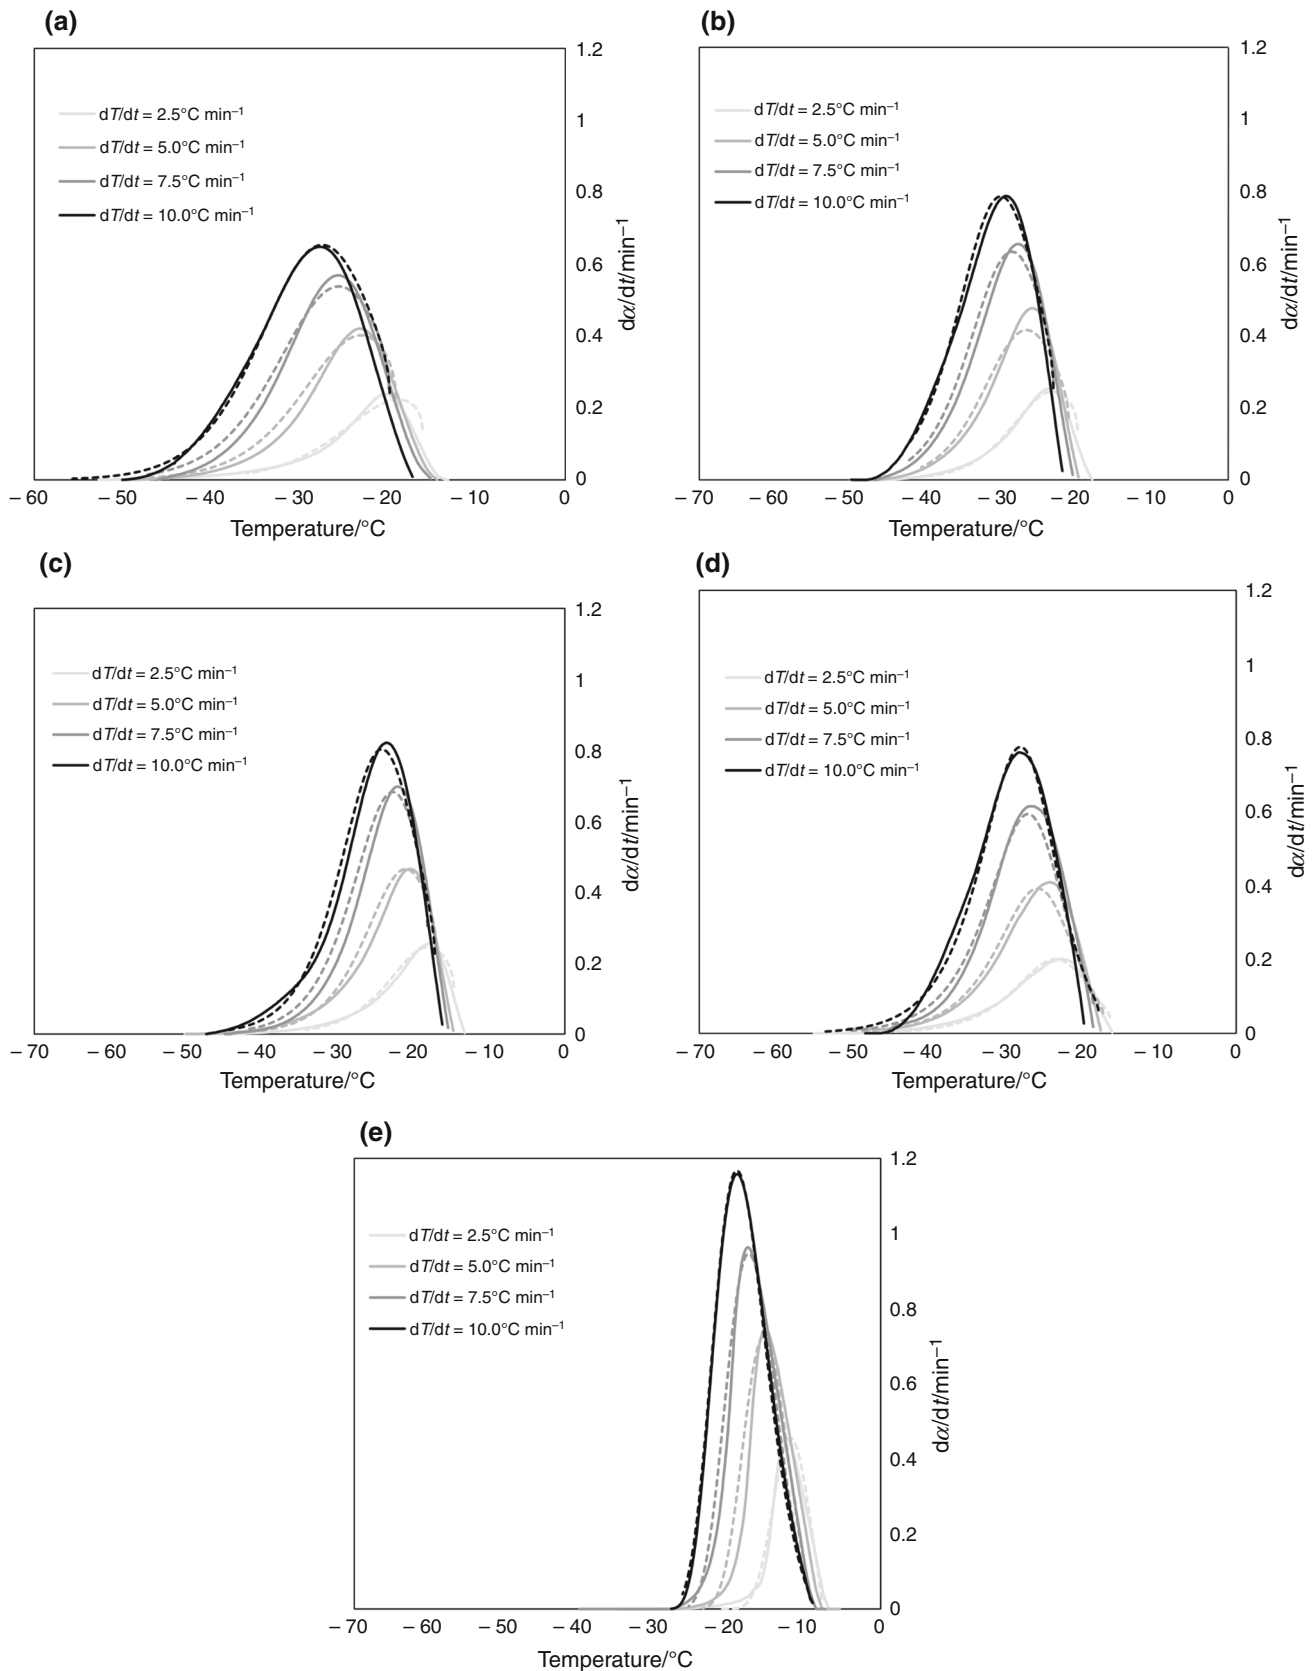 (a)
1.2
1
0.8
0.6
0.4
0.2
0
dα/dt/min⁻¹
dT/dt = 2.5°C min⁻¹
dT/dt = 5.0°C min⁻¹
dT/dt = 7.5°C min⁻¹
dT/dt = 10.0°C min⁻¹
– 60 – 50 – 40 – 30 – 20 – 10 0
Temperature/°C
(b)
1.2
1
0.8
0.6
0.4
0.2
0
dα/dt/min⁻¹
dT/dt = 2.5°C min⁻¹
dT/dt = 5.0°C min⁻¹
dT/dt = 7.5°C min⁻¹
dT/dt = 10.0°C min⁻¹
– 70 – 60 – 50 – 40 – 30 – 20 – 10 0
Temperature/°C
(c)
1.2
1
0.8
0.6
0.4
0.2
0
dα/dt/min⁻¹
dT/dt = 2.5°C min⁻¹
dT/dt = 5.0°C min⁻¹
dT/dt = 7.5°C min⁻¹
dT/dt = 10.0°C min⁻¹
– 70 – 60 – 50 – 40 – 30 – 20 – 10 0
Temperature/°C
(d)
1.2
1
0.8
0.6
0.4
0.2
0
dα/dt/min⁻¹
dT/dt = 2.5°C min⁻¹
dT/dt = 5.0°C min⁻¹
dT/dt = 7.5°C min⁻¹
dT/dt = 10.0°C min⁻¹
– 70 – 60 – 50 – 40 – 30 – 20 – 10 0
Temperature/°C
(e)
1.2
1
0.8
0.6
0.4
0.2
0
dα/dt/min⁻¹
dT/dt = 2.5°C min⁻¹
dT/dt = 5.0°C min⁻¹
dT/dt = 7.5°C min⁻¹
dT/dt = 10.0°C min⁻¹
– 70 – 60 – 50 – 40 – 30 – 20 – 10 0
Temperature/°C